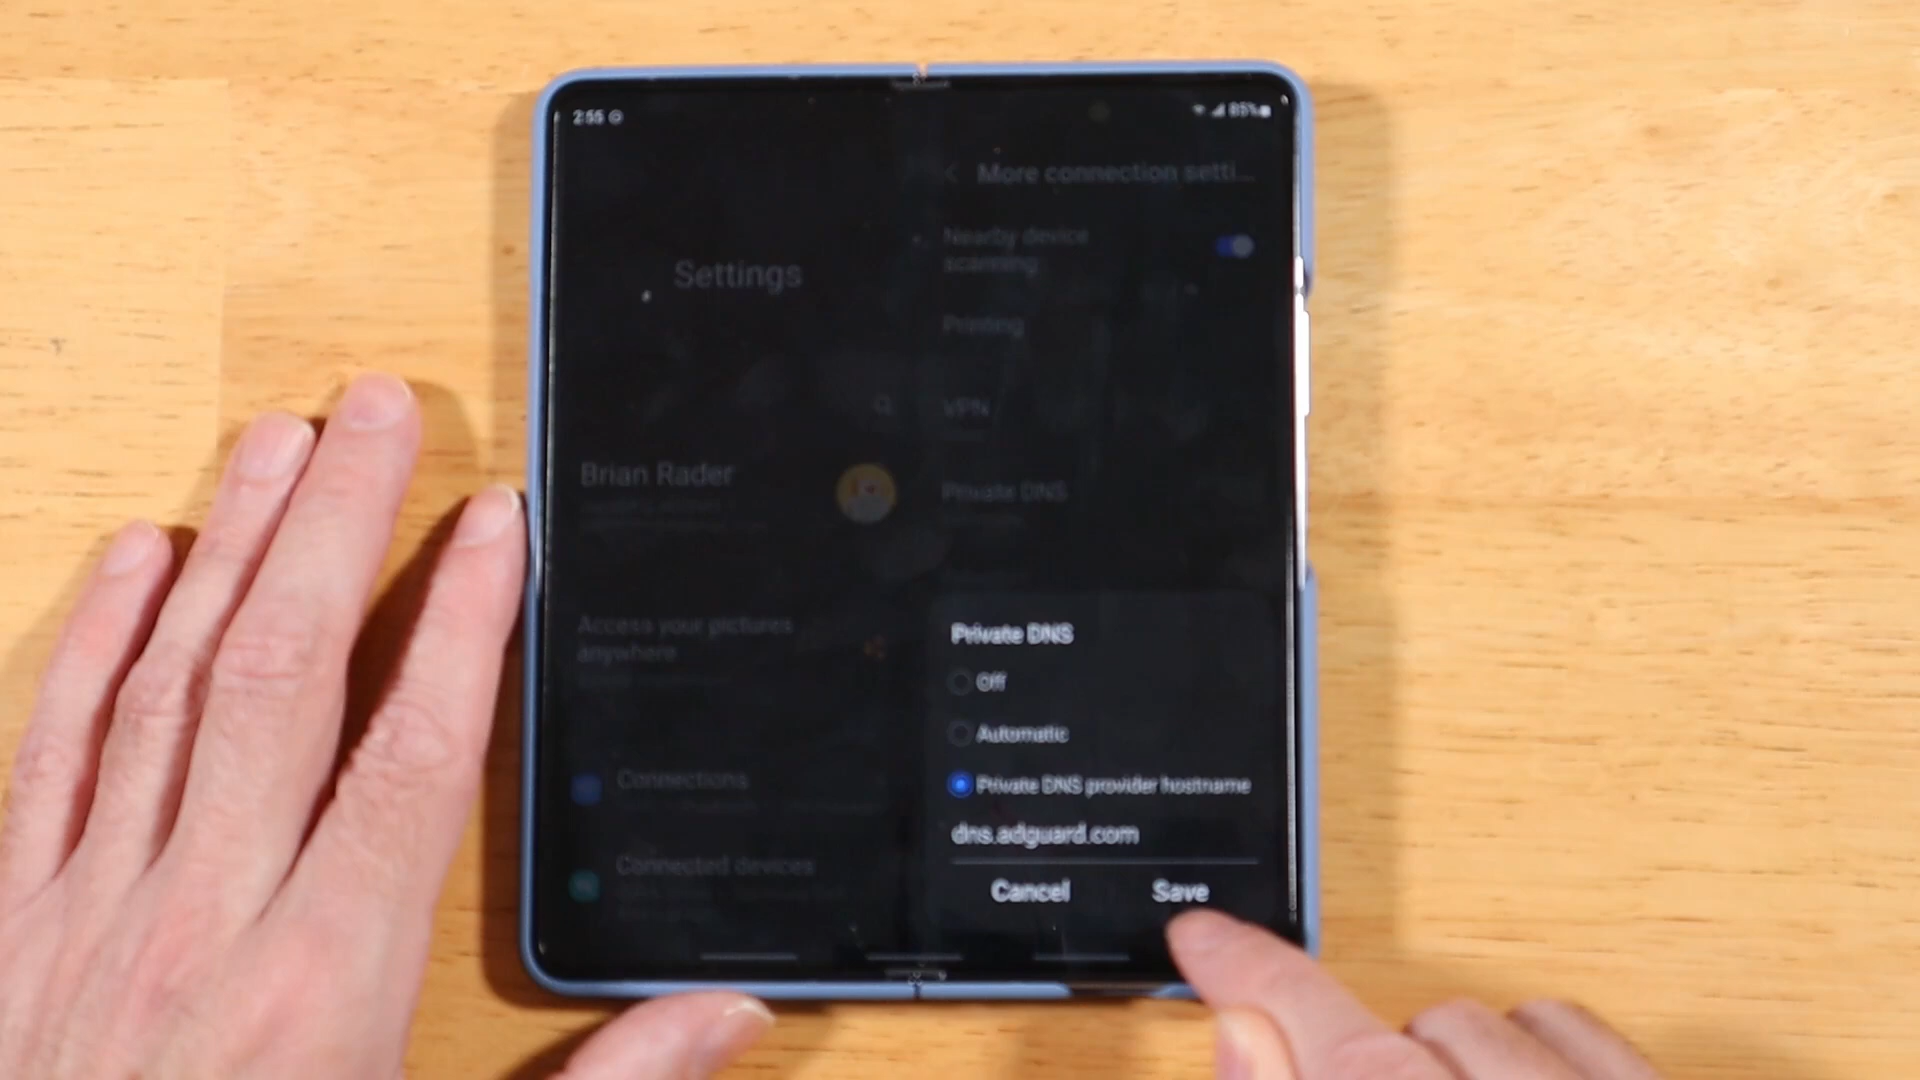 2:55
85%
More connection setti...
Nearby device
scanning
Settings
Printing
VPN
Brian Rader
Private DNS
Access your pictures
anywhere
Private DNS
Off
Automatic
Connections
Private DNS provider hostname
dns.adguard.com
Connected devices
Cancel
Save